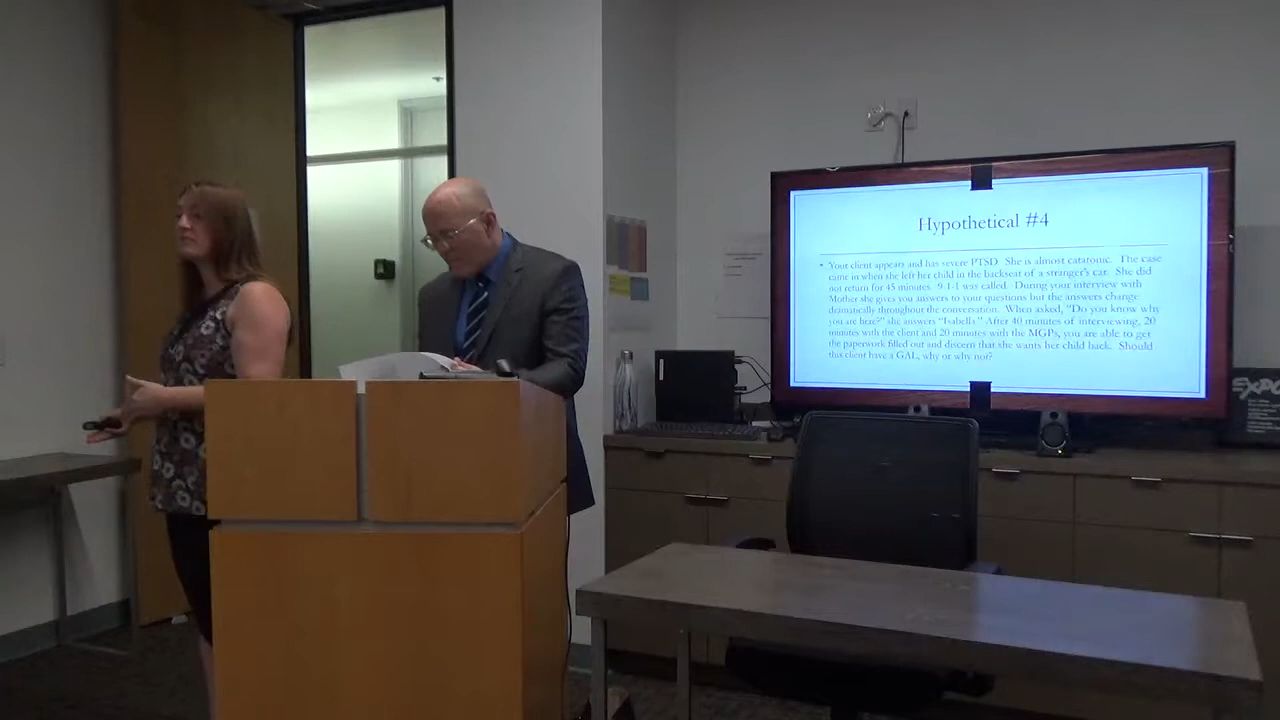 Hypothetical #4
• Your client appears and has severe PTSD. She is almost catatonic. The case
came in when she left her child in the backseat of a stranger's car. She did
not return for 45 minutes. 9-1-1 was called. During your interview with
Mother she gives you answers to your questions but the answers change
dramatically throughout the conversation. When asked, "Do you know why
you are here?" she answers "Isabella." After 40 minutes of interviewing, 20
minutes with the client and 20 minutes with the MGPs, you are able to get
the paperwork filled out and discern that she wants her child back. Should
this client have a GAL, why or why not?
EXPO